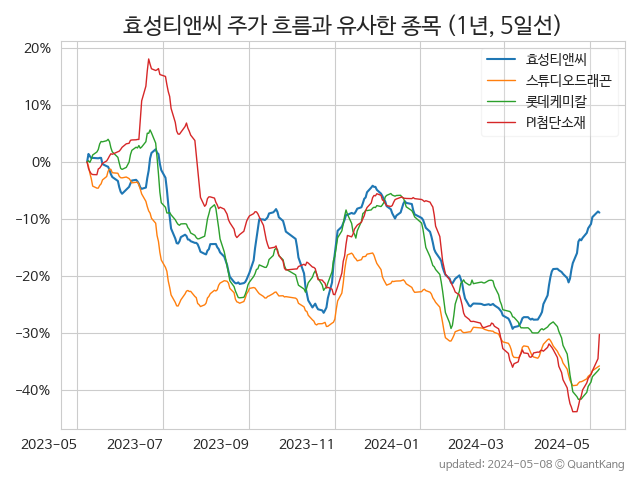 효성티앤씨 주가 흐름과 유사한 종목 (1년, 5일선)
20%
10%
0%
−10%
−20%
−30%
−40%
효성티앤씨
스튜디오드래곤
롯데케미칼
PI첨단소재
2023-05 2023-07 2023-09 2023-11 2024-01 2024-03 2024-05
updated: 2024-05-08 © QuantKang